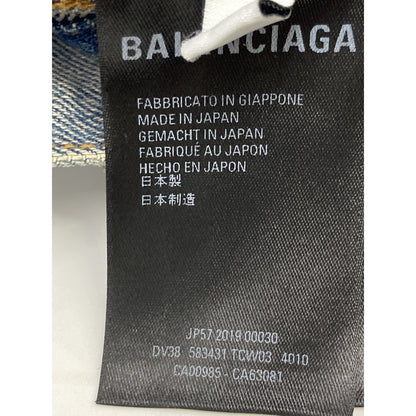 BALENCIAGA
FABBRICATO IN GIAPPONE
MADE IN JAPAN
GEMACHT IN JAPAN
FABRIQUÉ AU JAPON
HECHO EN JAPON
日本製
日本制造
JP57 2019 00030
DV38 583431 TCW03 4010
CA00985 - CA63081